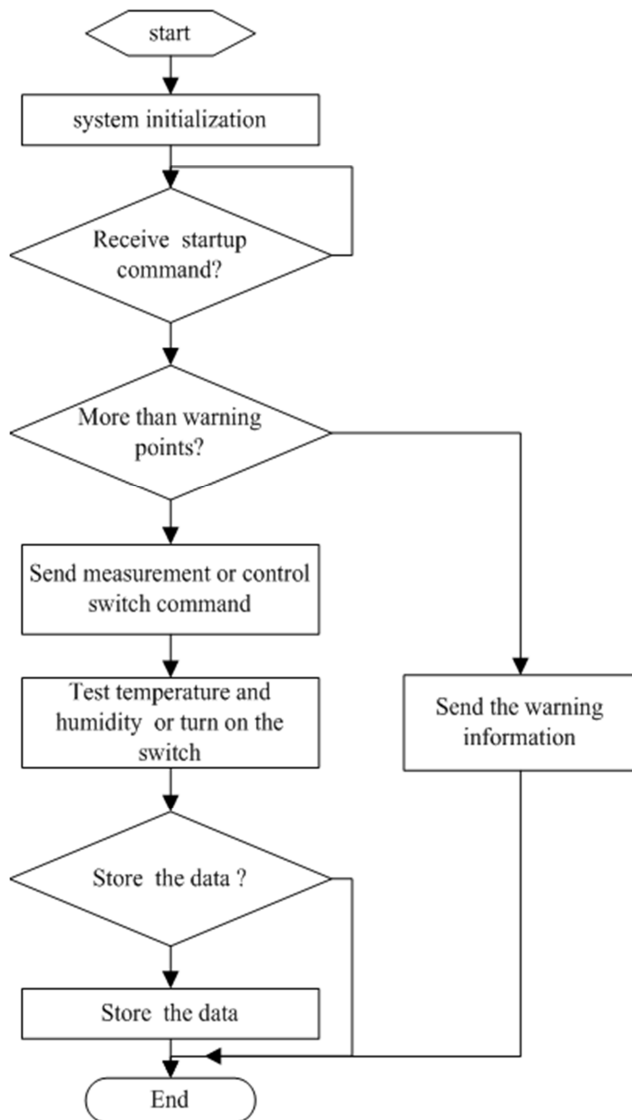 start
system initialization
Receive startup
command?
More than warning
points?
Send measurement or control
switch command
Test temperature and
humidity or turn on the
switch
Send the warning
information
Store the data ?
Store the data
End